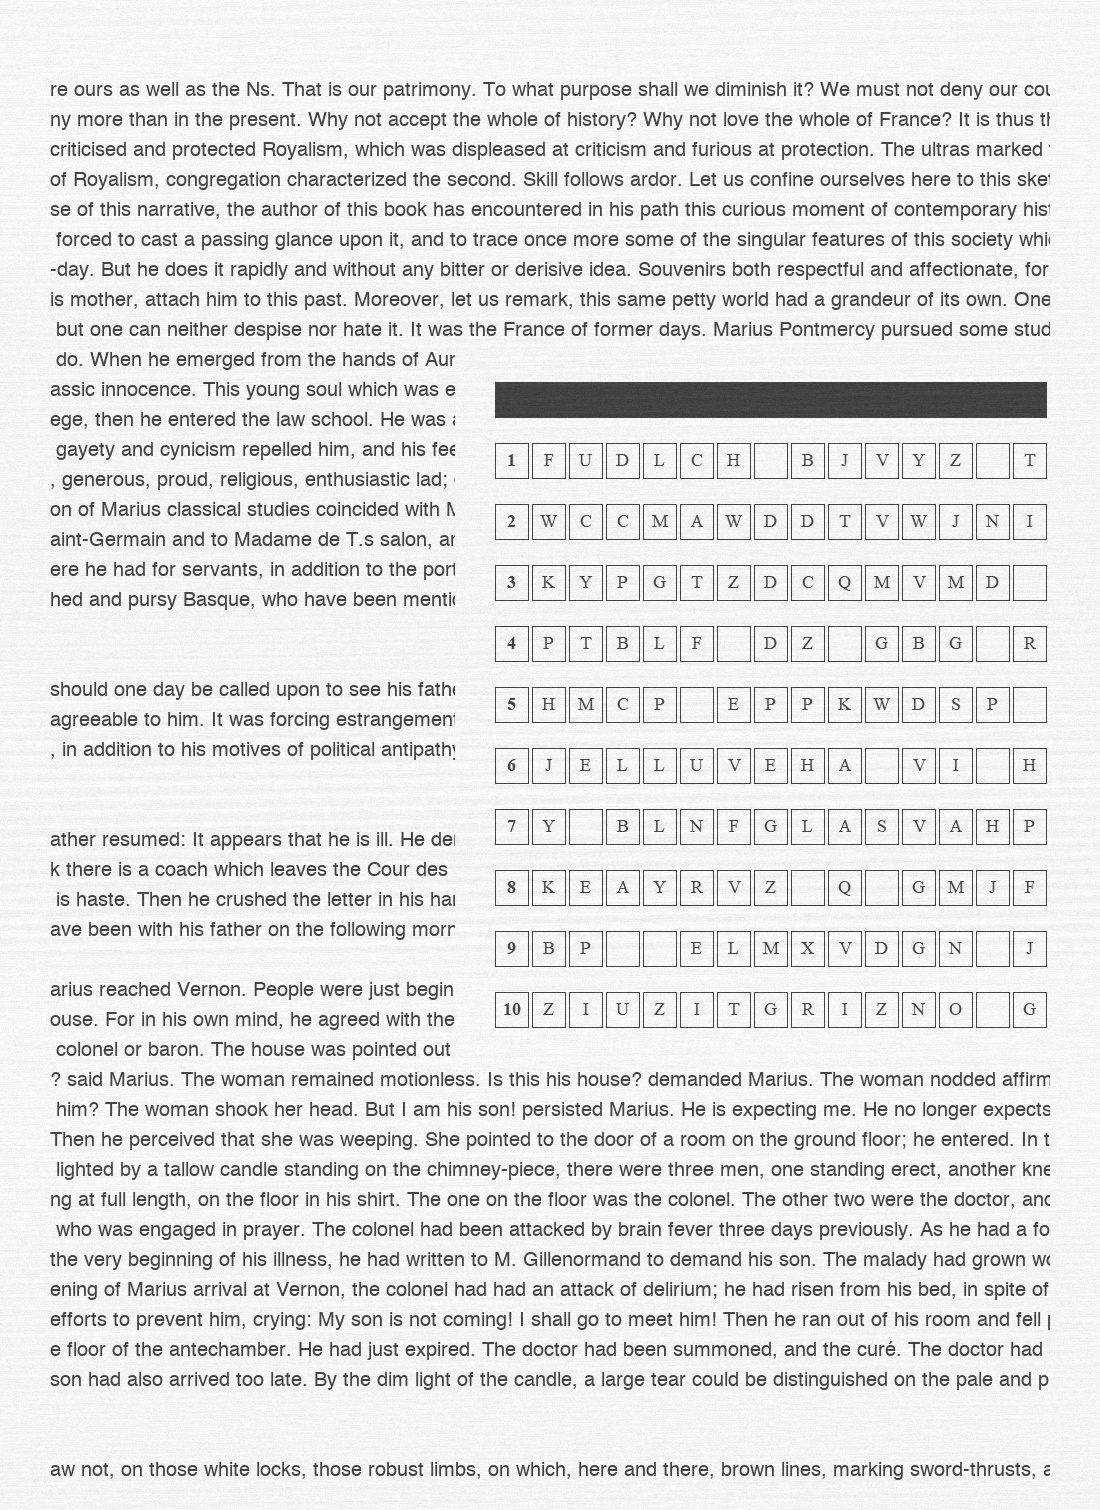 re ours as well as the Ns. That is our patrimony. To what purpose shall we diminish it? We must not deny our cou
ny more than in the present. Why not accept the whole of history? Why not love the whole of France? It is thus th
criticised and protected Royalism, which was displeased at criticism and furious at protection. The ultras marked
of Royalism, congregation characterized the second. Skill follows ardor. Let us confine ourselves here to this sket
se of this narrative, the author of this book has encountered in his path this curious moment of contemporary hist
forced to cast a passing glance upon it, and to trace once more some of the singular features of this society whic
-day. But he does it rapidly and without any bitter or derisive idea. Souvenirs both respectful and affectionate, for
is mother, attach him to this past. Moreover, let us remark, this same petty world had a grandeur of its own. One
but one can neither despise nor hate it. It was the France of former days. Marius Pontmercy pursued some stud
do. When he emerged from the hands of Aun
assic innocence. This young soul which was e
ege, then he entered the law school. He was a
gayety and cynicism repelled him, and his fee
, generous, proud, religious, enthusiastic lad;
on of Marius classical studies coincided with M
aint-Germain and to Madame de T.s salon, an
ere he had for servants, in addition to the port
hed and pursy Basque, who have been mentio
should one day be called upon to see his fathe
agreeable to him. It was forcing estrangement
, in addition to his motives of political antipathy
ather resumed: It appears that he is ill. He den
k there is a coach which leaves the Cour des
is haste. Then he crushed the letter in his han
ave been with his father on the following morn
arius reached Vernon. People were just begin
ouse. For in his own mind, he agreed with the
colonel or baron. The house was pointed out
1 F U D L C H B J V Y Z T
2 W C C M A W D D T V W J N I
3 K Y P G T Z D C Q M V M D
4 P T B L F D Z G B G R
5 H M C P E P P K W D S P
6 J E L L U V E H A V I H
7 Y B L N F G L A S V A H P
8 K E A Y R V Z Q G M J F
9 B P E L M X V D G N J
10 Z I U Z I T G R I Z N O G
? said Marius. The woman remained motionless. Is this his house? demanded Marius. The woman nodded affirm
him? The woman shook her head. But I am his son! persisted Marius. He is expecting me. He no longer expects
Then he perceived that she was weeping. She pointed to the door of a room on the ground floor; he entered. In t
lighted by a tallow candle standing on the chimney-piece, there were three men, one standing erect, another kne
ng at full length, on the floor in his shirt. The one on the floor was the colonel. The other two were the doctor, and
who was engaged in prayer. The colonel had been attacked by brain fever three days previously. As he had a fo
the very beginning of his illness, he had written to M. Gillenormand to demand his son. The malady had grown wo
ening of Marius arrival at Vernon, the colonel had had an attack of delirium; he had risen from his bed, in spite of
efforts to prevent him, crying: My son is not coming! I shall go to meet him! Then he ran out of his room and fell p
e floor of the antechamber. He had just expired. The doctor had been summoned, and the curé. The doctor had
son had also arrived too late. By the dim light of the candle, a large tear could be distinguished on the pale and p
aw not, on those white locks, those robust limbs, on which, here and there, brown lines, marking sword-thrusts, a